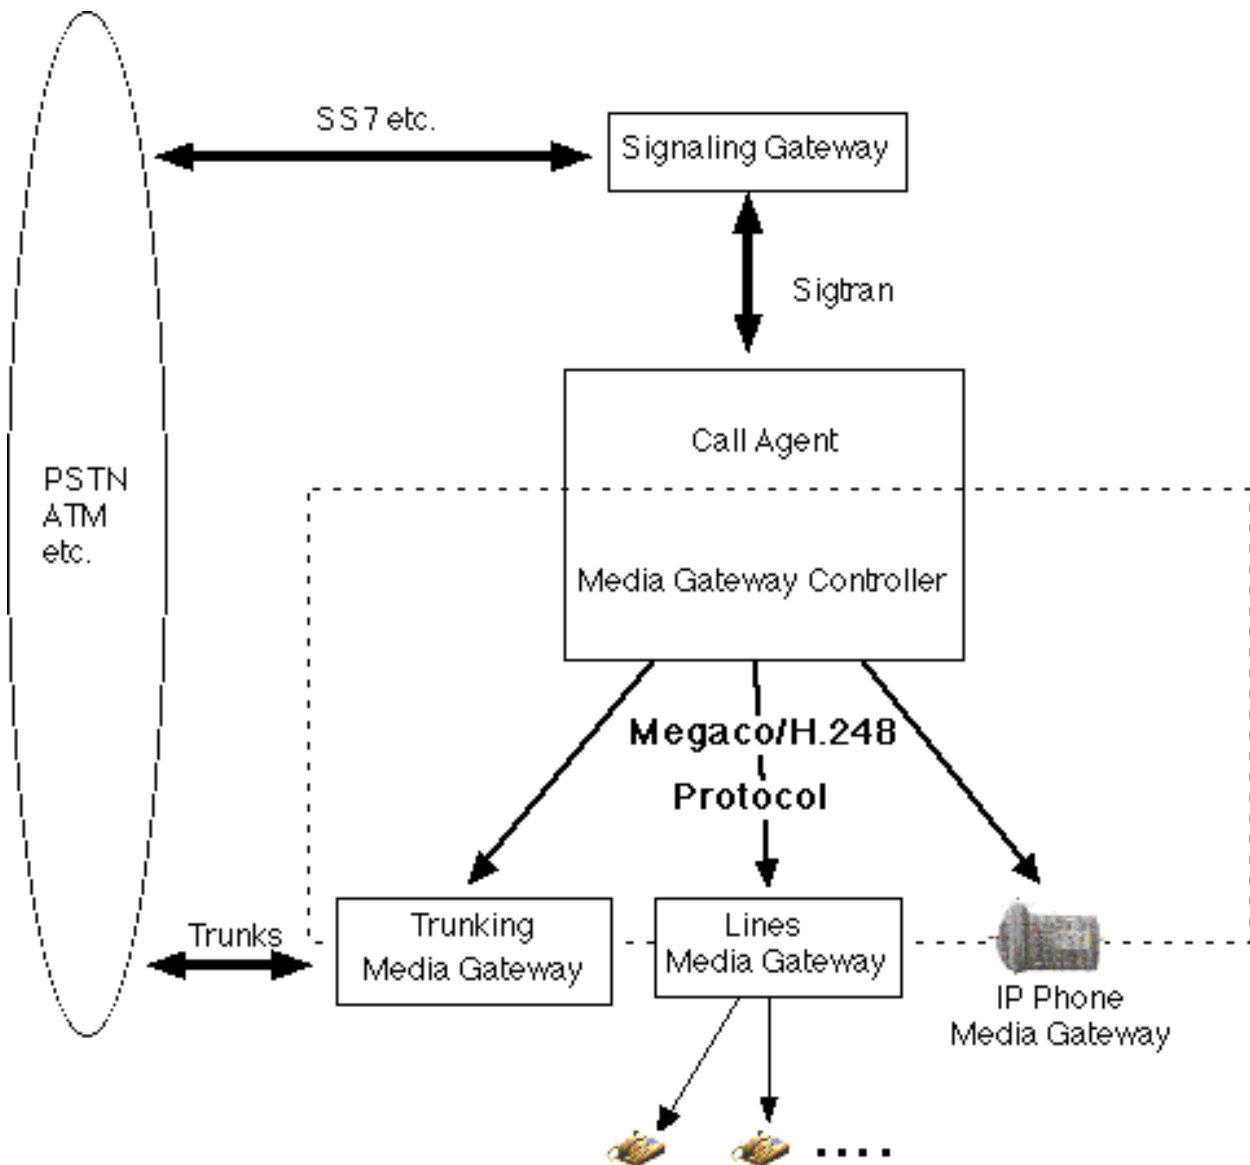 SS7 etc.
Signaling Gateway
Sigtran
Call Agent
PSTN
ATM
etc.
Media Gateway Controller
Megaco/H.248
Protocol
Trunks
Trunking
Media Gateway
Lines
Media Gateway
IP Phone
Media Gateway